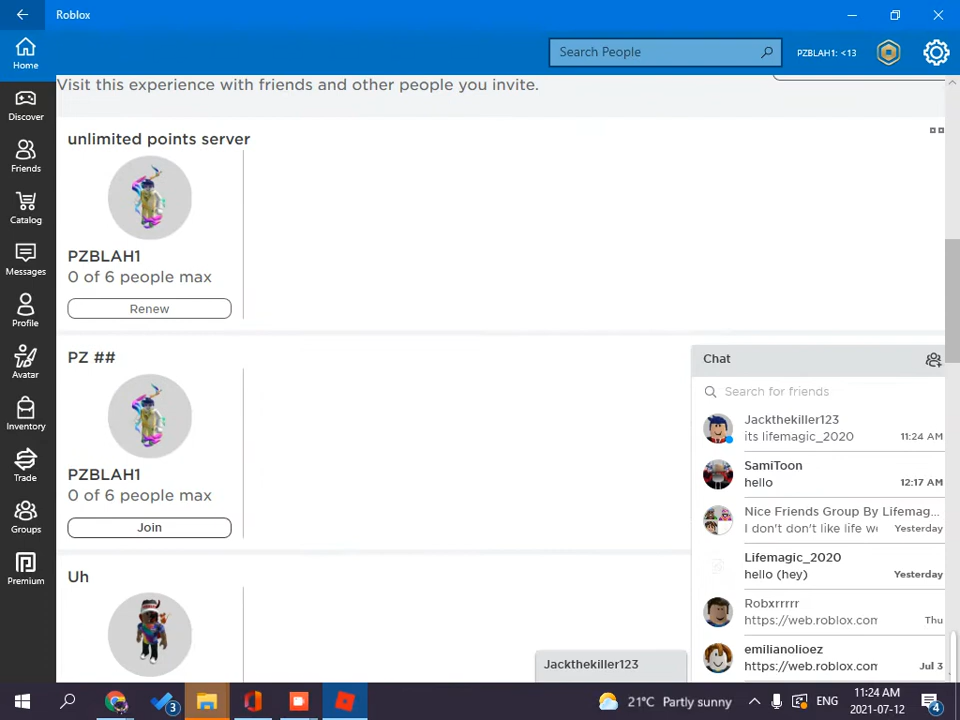 Roblox
Home
Search People
PZBLAH1: <13
Discover
Friends
Catalog
Messages
Profile
Avatar
Inventory
Trade
Groups
Premium
Visit this experience with friends and other people you invite.
unlimited points server
PZBLAH1
0 of 6 people max
Renew
PZ ##
PZBLAH1
0 of 6 people max
Join
Uh
Chat
Search for friends
Jackthekiller123
its lifemagic_2020
11:24 AM
SamiToon
hello
12:17 AM
Nice Friends Group By Lifemag...
I don't don't like life w
Yesterday
Lifemagic_2020
hello (hey)
Yesterday
Robxrrrrr
https://web.roblox.com
Thu
emilianolioez
https://web.roblox.com
Jul 3
Jackthekiller123
3
21°C Partly sunny
ENG
11:24 AM
2021-07-12
4